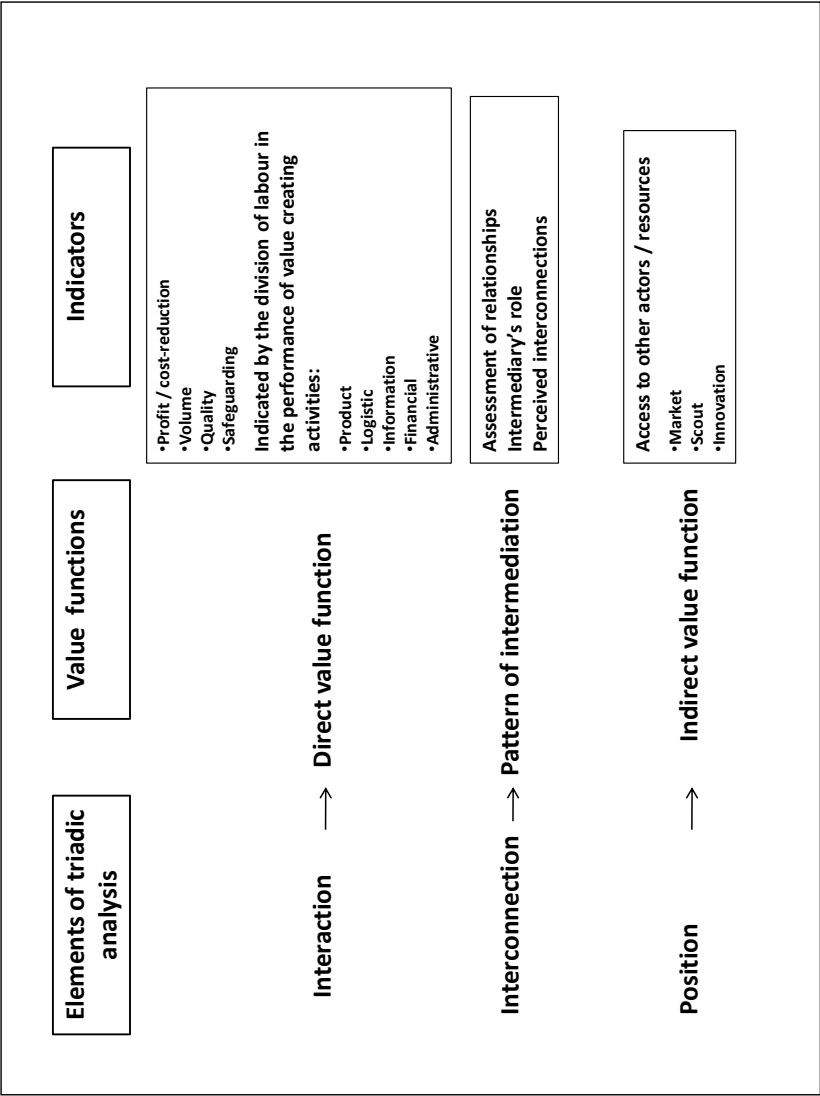 Elements of triadic
analysis
Value  functions
Indicators
Interaction
→ Direct value function
•Profit / cost-reduction
•Volume
•Quality
•Safeguarding
Indicated by the division of labour in
the performance of value creating
activities:
•Product
•Logistic
•Information
•Financial
•Administrative
Interconnection → Pattern of intermediation
Assessment of relationships
Intermediary’s role
Perceived interconnections
Position
→ Indirect value function
Access to other actors / resources
•Market
•Scout
•Innovation